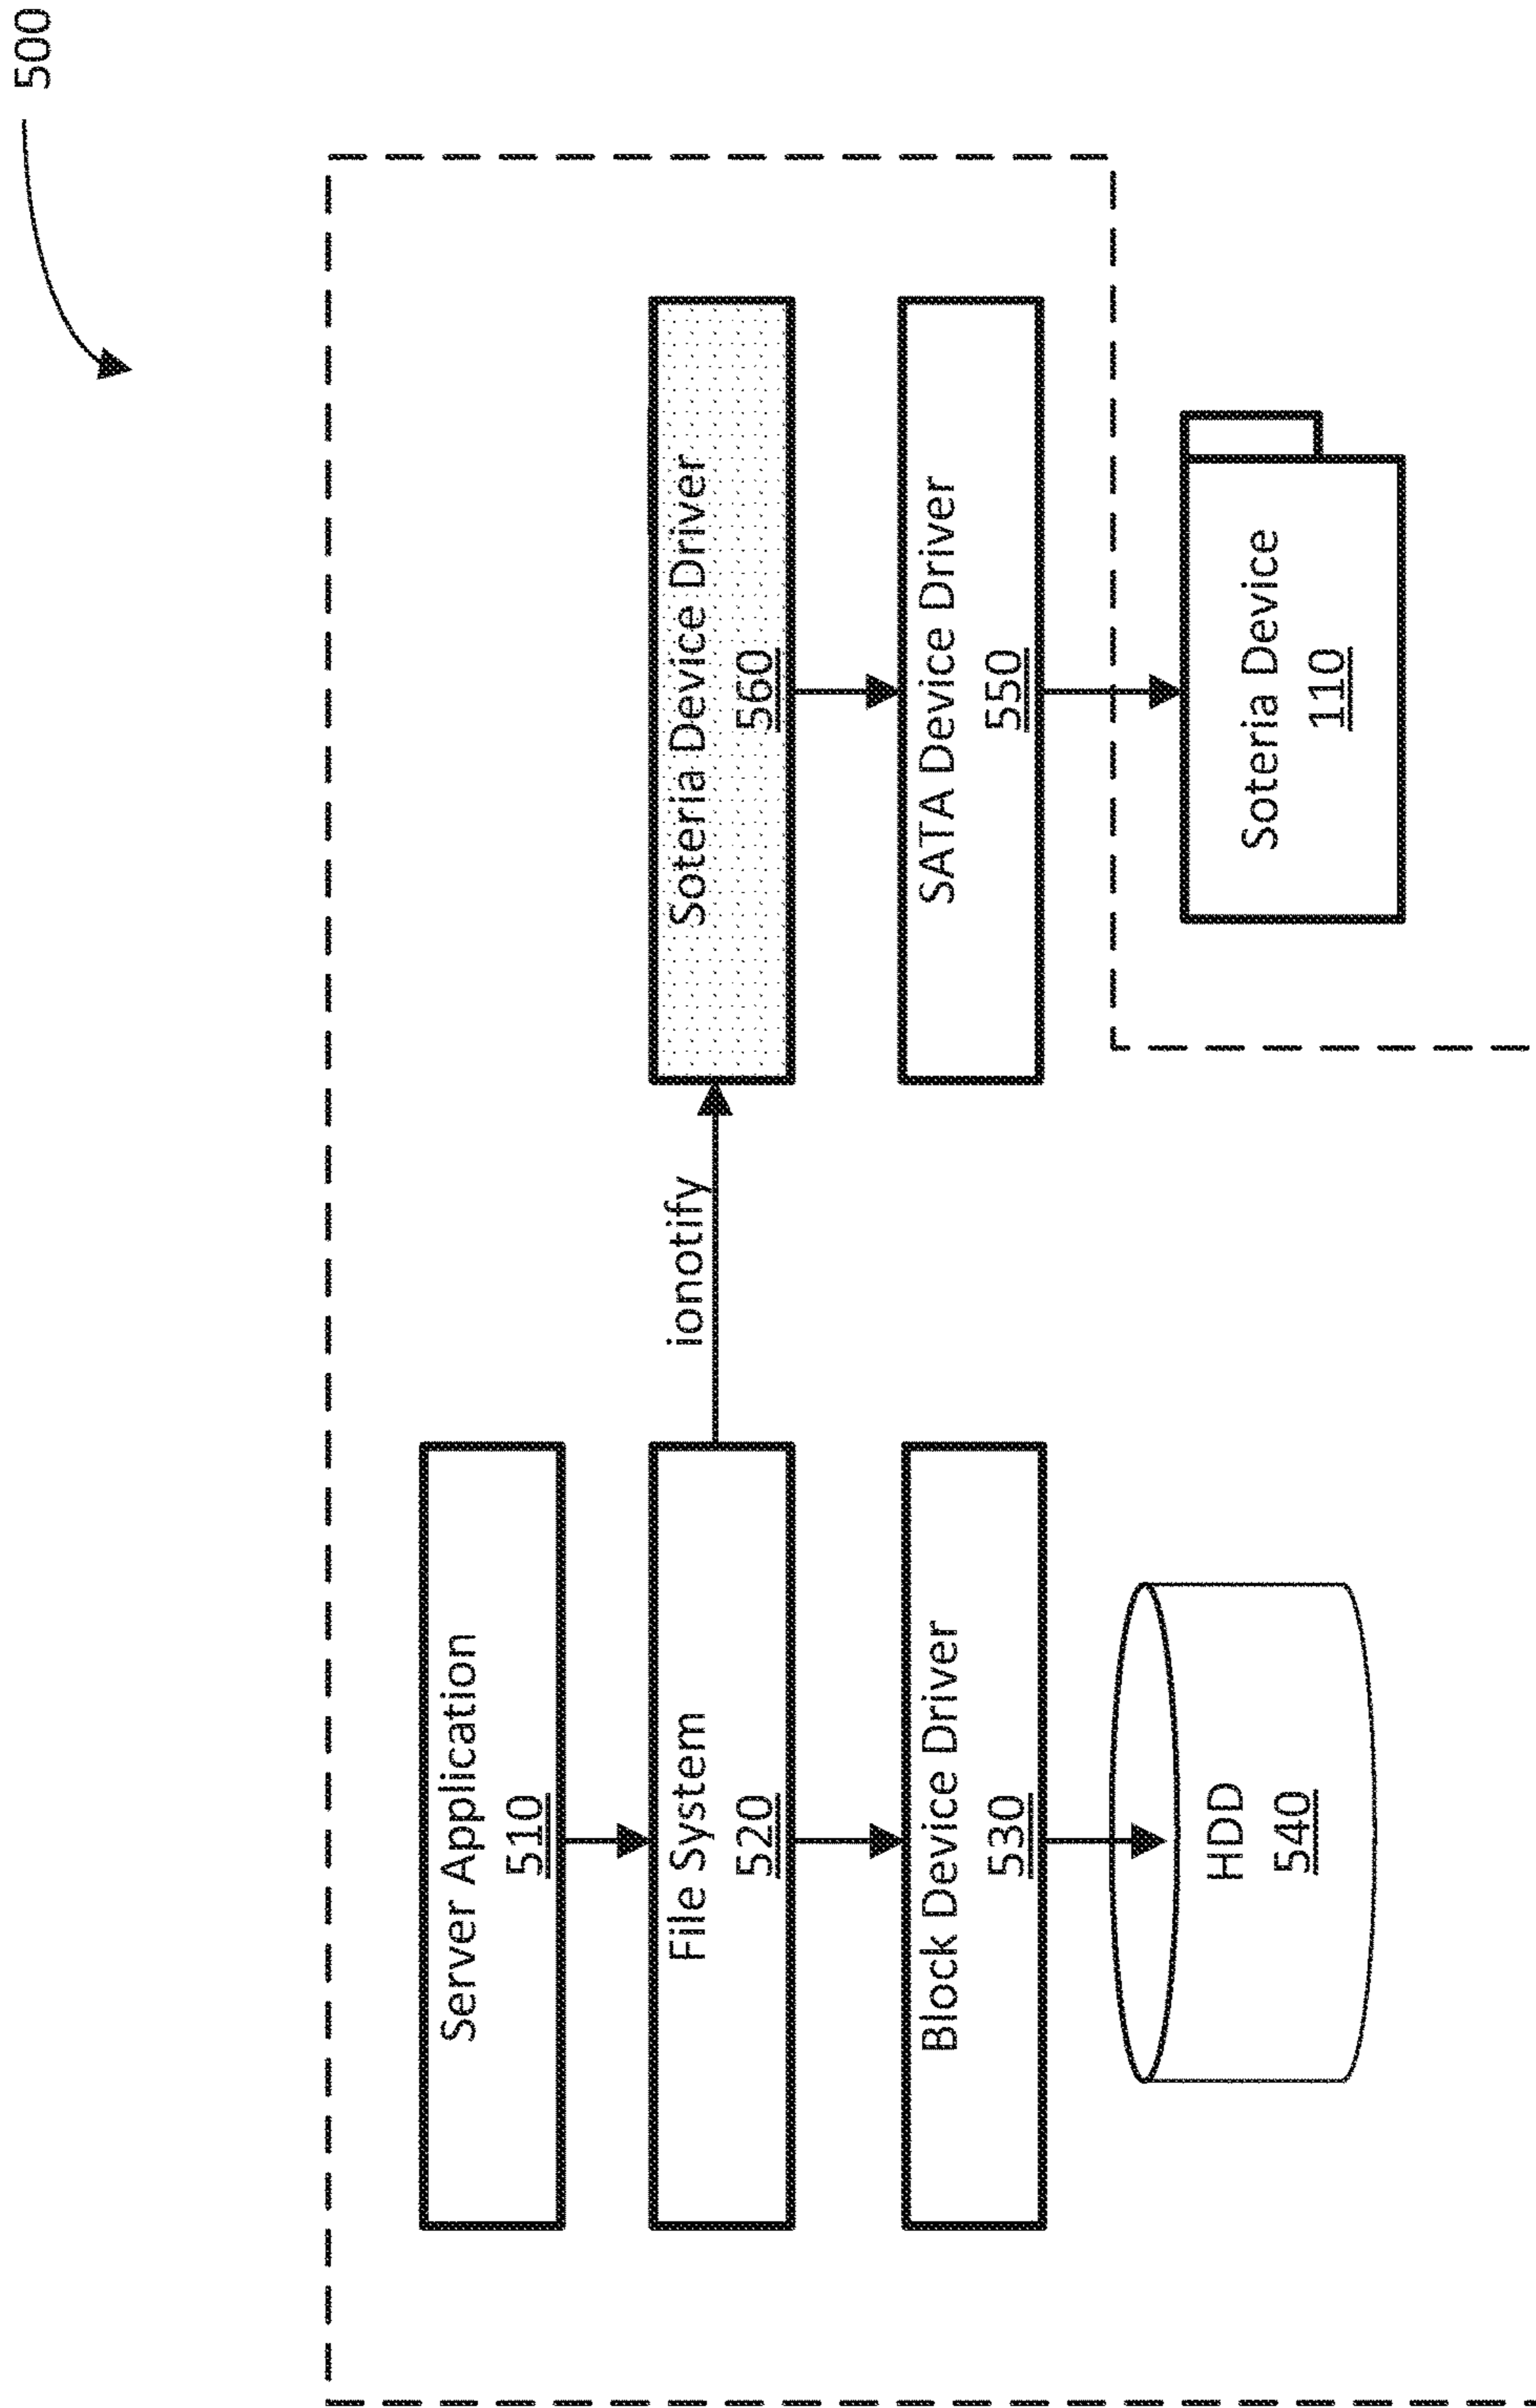 500
Server Application
510
File System
520
Block Device Driver
530
HDD
540
ionotify
Soteria Device Driver
560
SATA Device Driver
550
Soteria Device
110